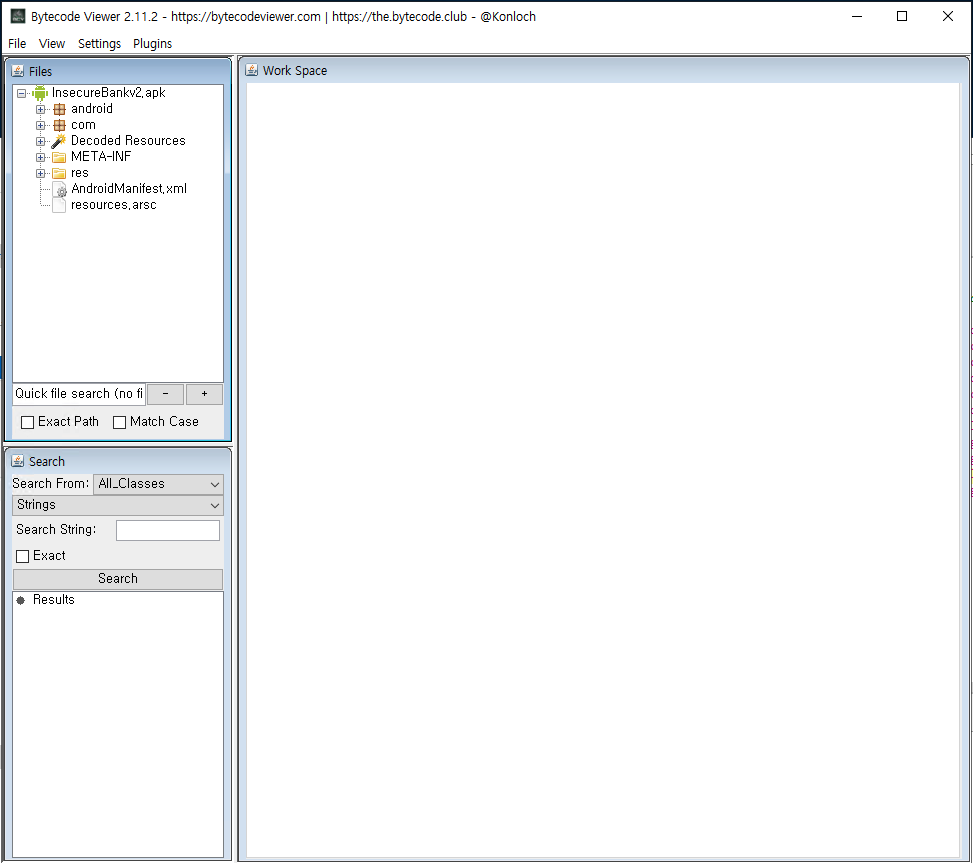 Bytecode Viewer 2.11.2 - https://bytecodeviewer.com | https://the.bytecode.club - @Konloch
File View Settings Plugins
Files
InsecureBankv2.apk
android
com
Decoded Resources
META-INF
res
AndroidManifest.xml
resources.arsc
Quick file search (no fi
- +
Exact Path Match Case
Search
Search From: All_Classes
Strings
Search String:
Exact
Search
Results
Work Space